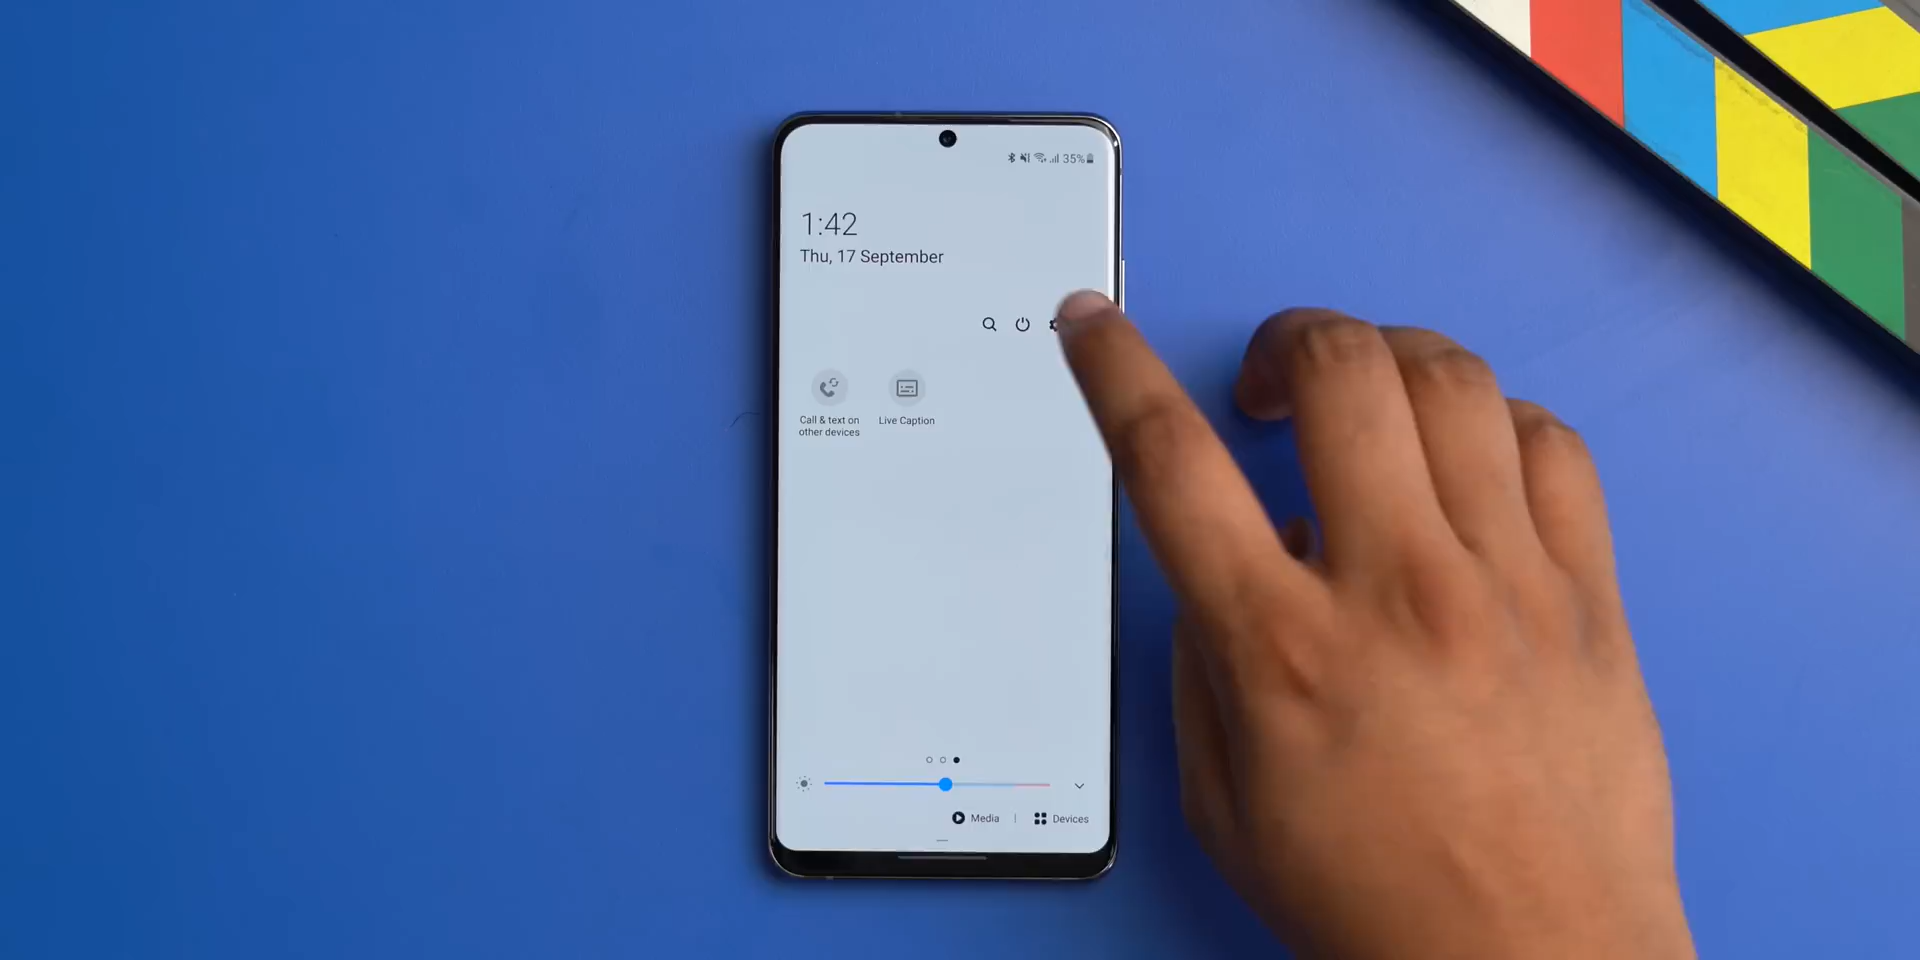 35%
1:42
Thu, 17 September
Call & text on
other devices
Live Caption
Media | Devices